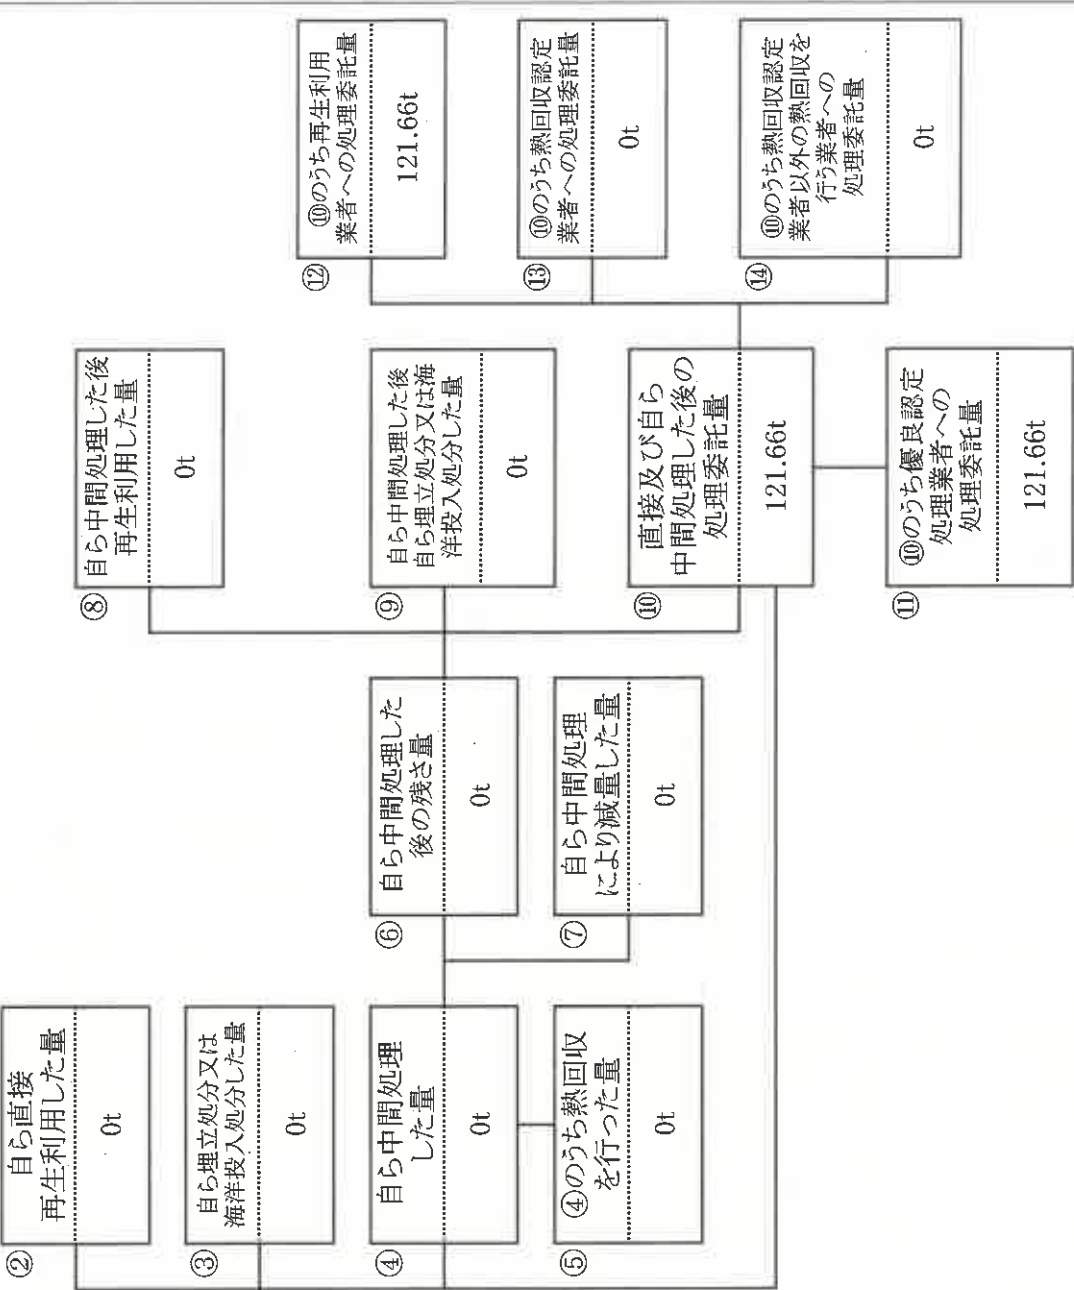 ②
自ら直接
再生利用した量
0t
③
自ら埋立処分又は
海洋投入処分した量
0t
④
自ら中間処理
した量
0t
⑤
④のうち熱回収
を行った量
0t
⑥
自ら中間処理した
後の残さ量
0t
⑦
自ら中間処理
により減量した量
0t
⑧
自ら中間処理した後
再生利用した量
0t
⑨
自ら中間処理した後
自ら埋立処分又は海
洋投入処分した量
0t
⑩
直接及び自ら
中間処理した後の
処理委託量
121.66t
⑪
⑩のうち優良認定
処理業者への
処理委託量
121.66t
⑫
⑩のうち再生利用
業者への処理委託量
121.66t
⑬
⑩のうち熱回収認定
業者への処理委託量
0t
⑭
⑩のうち熱回収認定
業者以外の熱回収を
行う業者への
処理委託量
0t